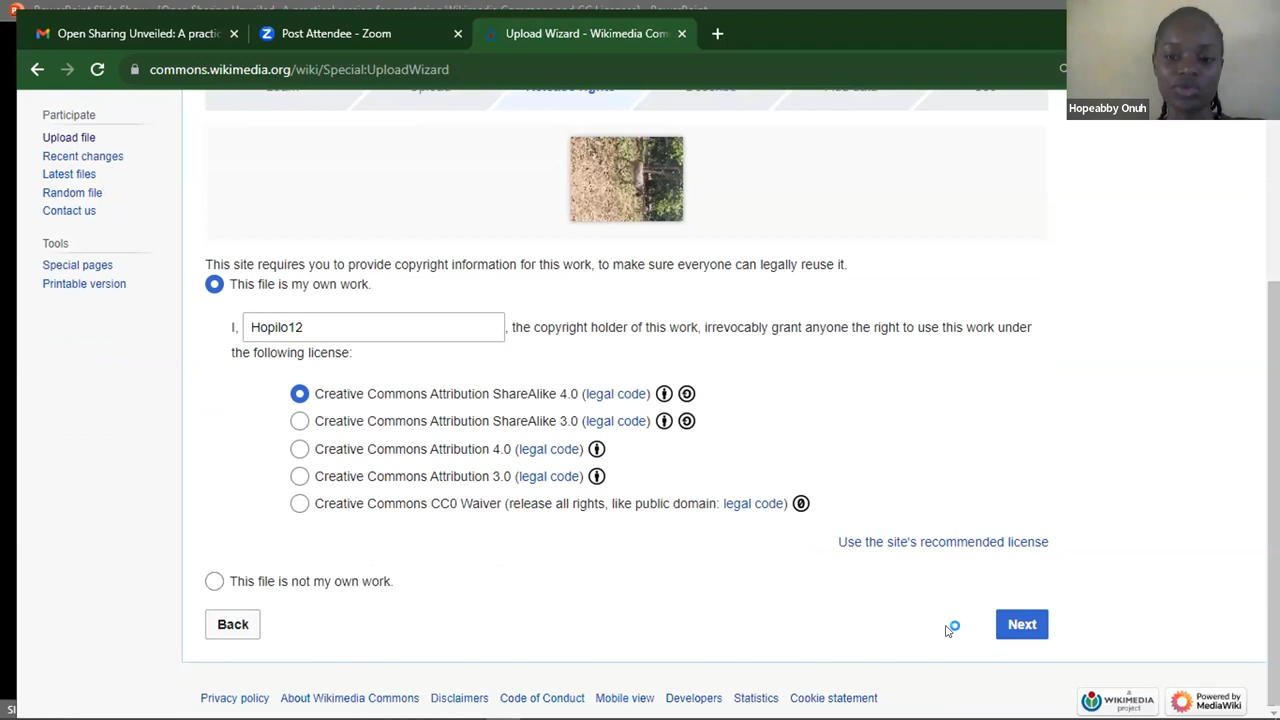 Open Sharing Unveiled: A practic
Post Attendee - Zoom
Upload Wizard - Wikimedia Com
commons.wikimedia.org/wiki/Special:UploadWizard
Hopeabby Onuh
Participate
Upload file
Recent changes
Latest files
Random file
Contact us
Tools
Special pages
Printable version
Release rights
This site requires you to provide copyright information for this work, to make sure everyone can legally reuse it.
This file is my own work.
I, Hopilo12, the copyright holder of this work, irrevocably grant anyone the right to use this work under
the following license:
Creative Commons Attribution ShareAlike 4.0 (legal code)
Creative Commons Attribution ShareAlike 3.0 (legal code)
Creative Commons Attribution 4.0 (legal code)
Creative Commons Attribution 3.0 (legal code)
Creative Commons CC0 Waiver (release all rights, like public domain: legal code)
Use the site's recommended license
This file is not my own work.
Back
Next
Privacy policy About Wikimedia Commons Disclaimers Code of Conduct Mobile view Developers Statistics Cookie statement
A WIKIMEDIA project
Powered by MediaWiki